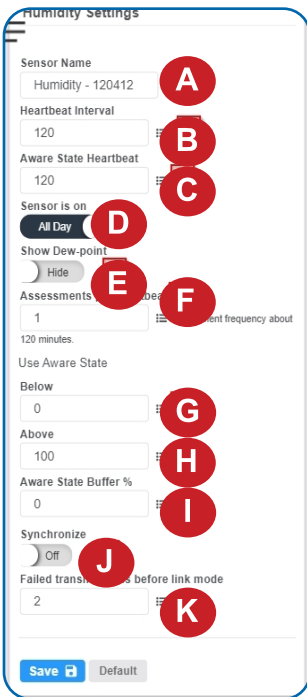 Humidity Settings
Sensor Name
Humidity - 120412
A
Heartbeat Interval
120
B
Aware State Heartbeat
120
C
Sensor is on
All Day
D
Show Dew-point
Hide
E
Assessments
F
1
frequency about
120 minutes.
Use Aware State
Below
0
G
Above
100
H
Aware State Buffer %
0
I
Synchronize
Off
J
Failed before link mode
2
K
Save
Default